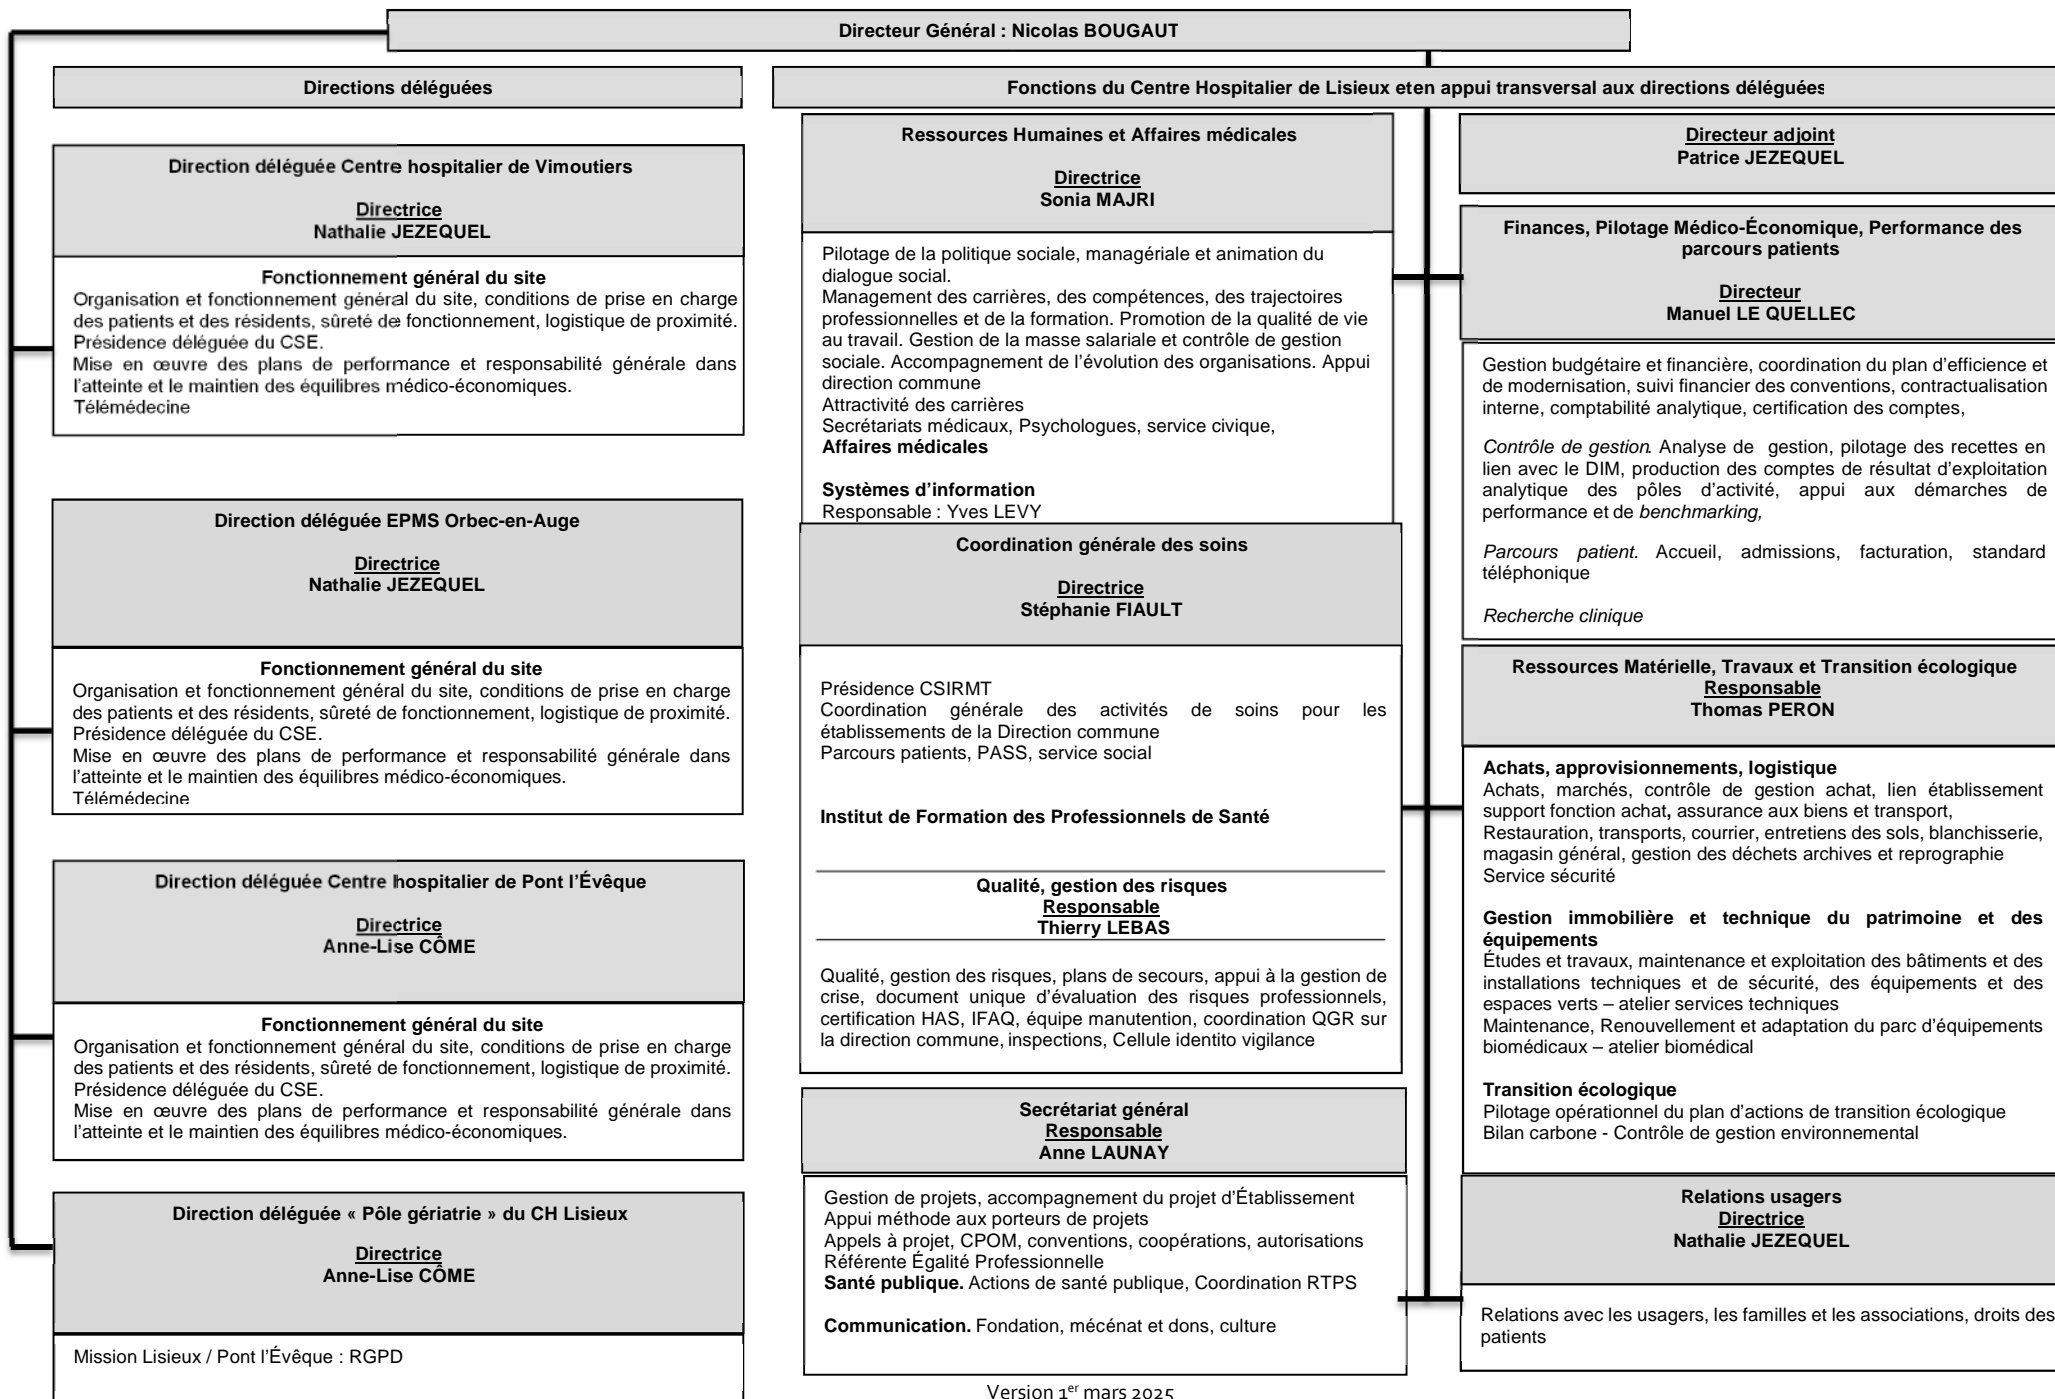 Directeur Général : Nicolas BOUGAUT
Directions déléguées
Direction déléguée Centre hospitalier de Vimoutiers
Directrice
Nathalie JEZEQUEL
Fonctionnement général du site
Organisation et fonctionnement général du site, conditions de prise en charge
des patients et des résidents, sûreté de fonctionnement, logistique de proximité.
Présidence déléguée du CSE.
Mise en œuvre des plans de performance et responsabilité générale dans
l'atteinte et le maintien des équilibres médico-économiques.
Télémédecine
Direction déléguée EPMS Orbec-en-Auge
Directrice
Nathalie JEZEQUEL
Fonctionnement général du site
Organisation et fonctionnement général du site, conditions de prise en charge
des patients et des résidents, sûreté de fonctionnement, logistique de proximité.
Présidence déléguée du CSE.
Mise en œuvre des plans de performance et responsabilité générale dans
l'atteinte et le maintien des équilibres médico-économiques.
Télémédecine
Direction déléguée Centre hospitalier de Pont l'Évêque
Directrice
Anne-Lise CÔME
Fonctionnement général du site
Organisation et fonctionnement général du site, conditions de prise en charge
des patients et des résidents, sûreté de fonctionnement, logistique de proximité.
Présidence déléguée du CSE.
Mise en œuvre des plans de performance et responsabilité générale dans
l'atteinte et le maintien des équilibres médico-économiques.
Direction déléguée « Pôle gériatrie » du CH Lisieux
Directrice
Anne-Lise CÔME
Mission Lisieux / Pont l'Évêque : RGPD
Fonctions du Centre Hospitalier de Lisieux eten appui transversal aux directions déléguées
Ressources Humaines et Affaires médicales
Directrice
Sonia MAJRI
Pilotage de la politique sociale, managériale et animation du
dialogue social.
Management des carrières, des compétences, des trajectoires
professionnelles et de la formation. Promotion de la qualité de vie
au travail. Gestion de la masse salariale et contrôle de gestion
sociale. Accompagnement de l'évolution des organisations. Appui
direction commune
Attractivité des carrières
Secrétariats médicaux, Psychologues, service civique,
Affaires médicales
Systèmes d'information
Responsable : Yves LEVY
Coordination générale des soins
Directrice
Stéphanie FIAULT
Présidence CSIRMT
Coordination générale des activités de soins pour les
établissements de la Direction commune
Parcours patients, PASS, service social
Institut de Formation des Professionnels de Santé
Qualité, gestion des risques
Responsable
Thierry LEBAS
Qualité, gestion des risques, plans de secours, appui à la gestion de
crise, document unique d'évaluation des risques professionnels,
certification HAS, IFAQ, équipe manutention, coordination QGR sur
la direction commune, inspections, Cellule identito vigilance
Secrétariat général
Responsable
Anne LAUNAY
Gestion de projets, accompagnement du projet d'Établissement
Appui méthode aux porteurs de projets
Appels à projet, CPOM, conventions, coopérations, autorisations
Référente Égalité Professionnelle
Santé publique. Actions de santé publique, Coordination RTPS
Communication. Fondation, mécénat et dons, culture
Directeur adjoint
Patrice JEZEQUEL
Finances, Pilotage Médico-Économique, Performance des
parcours patients
Directeur
Manuel LE QUELLEC
Gestion budgétaire et financière, coordination du plan d'efficience et
de modernisation, suivi financier des conventions, contractualisation
interne, comptabilité analytique, certification des comptes,
Contrôle de gestion. Analyse de gestion, pilotage des recettes en
lien avec le DIM, production des comptes de résultat d'exploitation
analytique des pôles d'activité, appui aux démarches de
performance et de benchmarking,
Parcours patient. Accueil, admissions, facturation, standard
téléphonique
Recherche clinique
Ressources Matérielle, Travaux et Transition écologique
Responsable
Thomas PERON
Achats, approvisionnements, logistique
Achats, marchés, contrôle de gestion achat, lien établissement
support fonction achat, assurance aux biens et transport,
Restauration, transports, courrier, entretiens des sols, blanchisserie,
magasin général, gestion des déchets archives et reprographie
Service sécurité
Gestion immobilière et technique du patrimoine et des
équipements
Études et travaux, maintenance et exploitation des bâtiments et des
installations techniques et de sécurité, des équipements et des
espaces verts – atelier services techniques
Maintenance, Renouvellement et adaptation du parc d'équipements
biomédicaux – atelier biomédical
Transition écologique
Pilotage opérationnel du plan d'actions de transition écologique
Bilan carbone - Contrôle de gestion environnemental
Relations usagers
Directrice
Nathalie JEZEQUEL
Relations avec les usagers, les familles et les associations, droits des
patients
Version 1er mars 2025